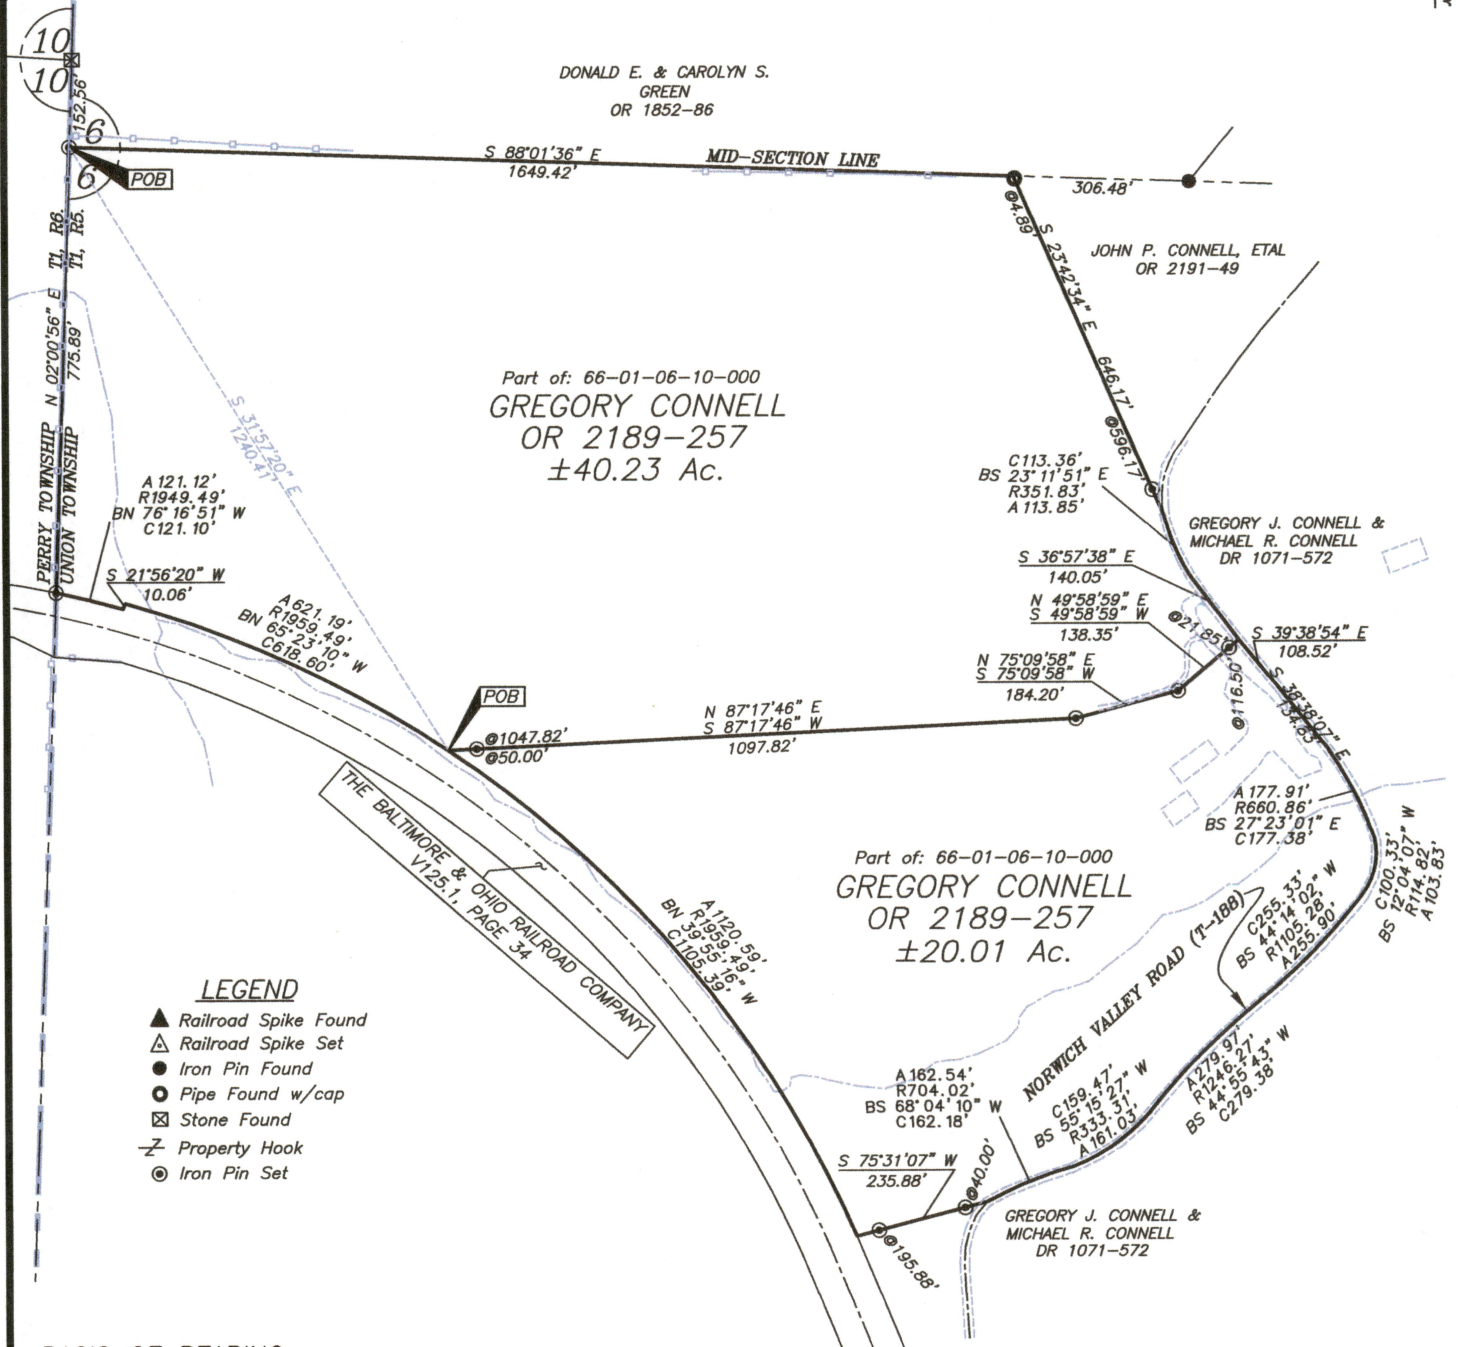 10
10
152.56'
6
6
POB
DONALD E. & CAROLYN S.
GREEN
OR 1852-86
S 88°01'36" E
1649.42'
MID-SECTION LINE
306.48'
@4.89'
S 23°42'34" E 646.17'
@596.17'
JOHN P. CONNELL, ETAL
OR 2191-49
T1, R6.
T1, R5.
N 02°00'56" E
775.89'
PERRY TOWNSHIP
UNION TOWNSHIP
S 31°57'20" E
1240.41'
Part of: 66-01-06-10-000
GREGORY CONNELL
OR 2189-257
±40.23 Ac.
A121.12'
R1949.49'
BN 76°16'51" W
C121.10'
S 21°56'20" W
10.06'
A621.19'
R1959.49'
BN 65°23'10" W
C618.60'
C113.36'
BS 23°11'51" E
R351.83'
A113.85'
GREGORY J. CONNELL &
MICHAEL R. CONNELL
DR 1071-572
S 36°57'38" E
140.05'
N 49°58'59" E
S 49°58'59" W
138.35'
@21.85'
S 39°38'54" E
108.52'
N 75°09'58" E
S 75°09'58" W
184.20'
@116.50'
S 38°38'07" E
134.83'
POB
@1047.82'
@50.00'
N 87°17'46" E
S 87°17'46" W
1097.82'
THE BALTIMORE & OHIO RAILROAD COMPANY
V125.1, PAGE 34
A177.91'
R660.86'
BS 27°23'01" E
C177.38'
C100.33'
BS 12°04'07" W
R114.82'
A103.83'
Part of: 66-01-06-10-000
GREGORY CONNELL
OR 2189-257
±20.01 Ac.
A1120.59'
R1959.49'
BN 39°55'16" W
C1105.39'
C255.33'
BS 44°14'02" W
R1105.28'
A255.90'
NORWICH VALLEY ROAD (T-188)
A279.97'
R1246.27'
BS 44°55'43" W
C279.38'
C159.47'
BS 55°15'27" W
R333.31'
A161.03'
A162.54'
R704.02'
BS 68°04'10" W
C162.18'
S 75°31'07" W
235.88'
@40.00'
@195.88'
GREGORY J. CONNELL &
MICHAEL R. CONNELL
DR 1071-572
LEGEND
Railroad Spike Found
Railroad Spike Set
Iron Pin Found
Pipe Found w/cap
Stone Found
Property Hook
Iron Pin Set